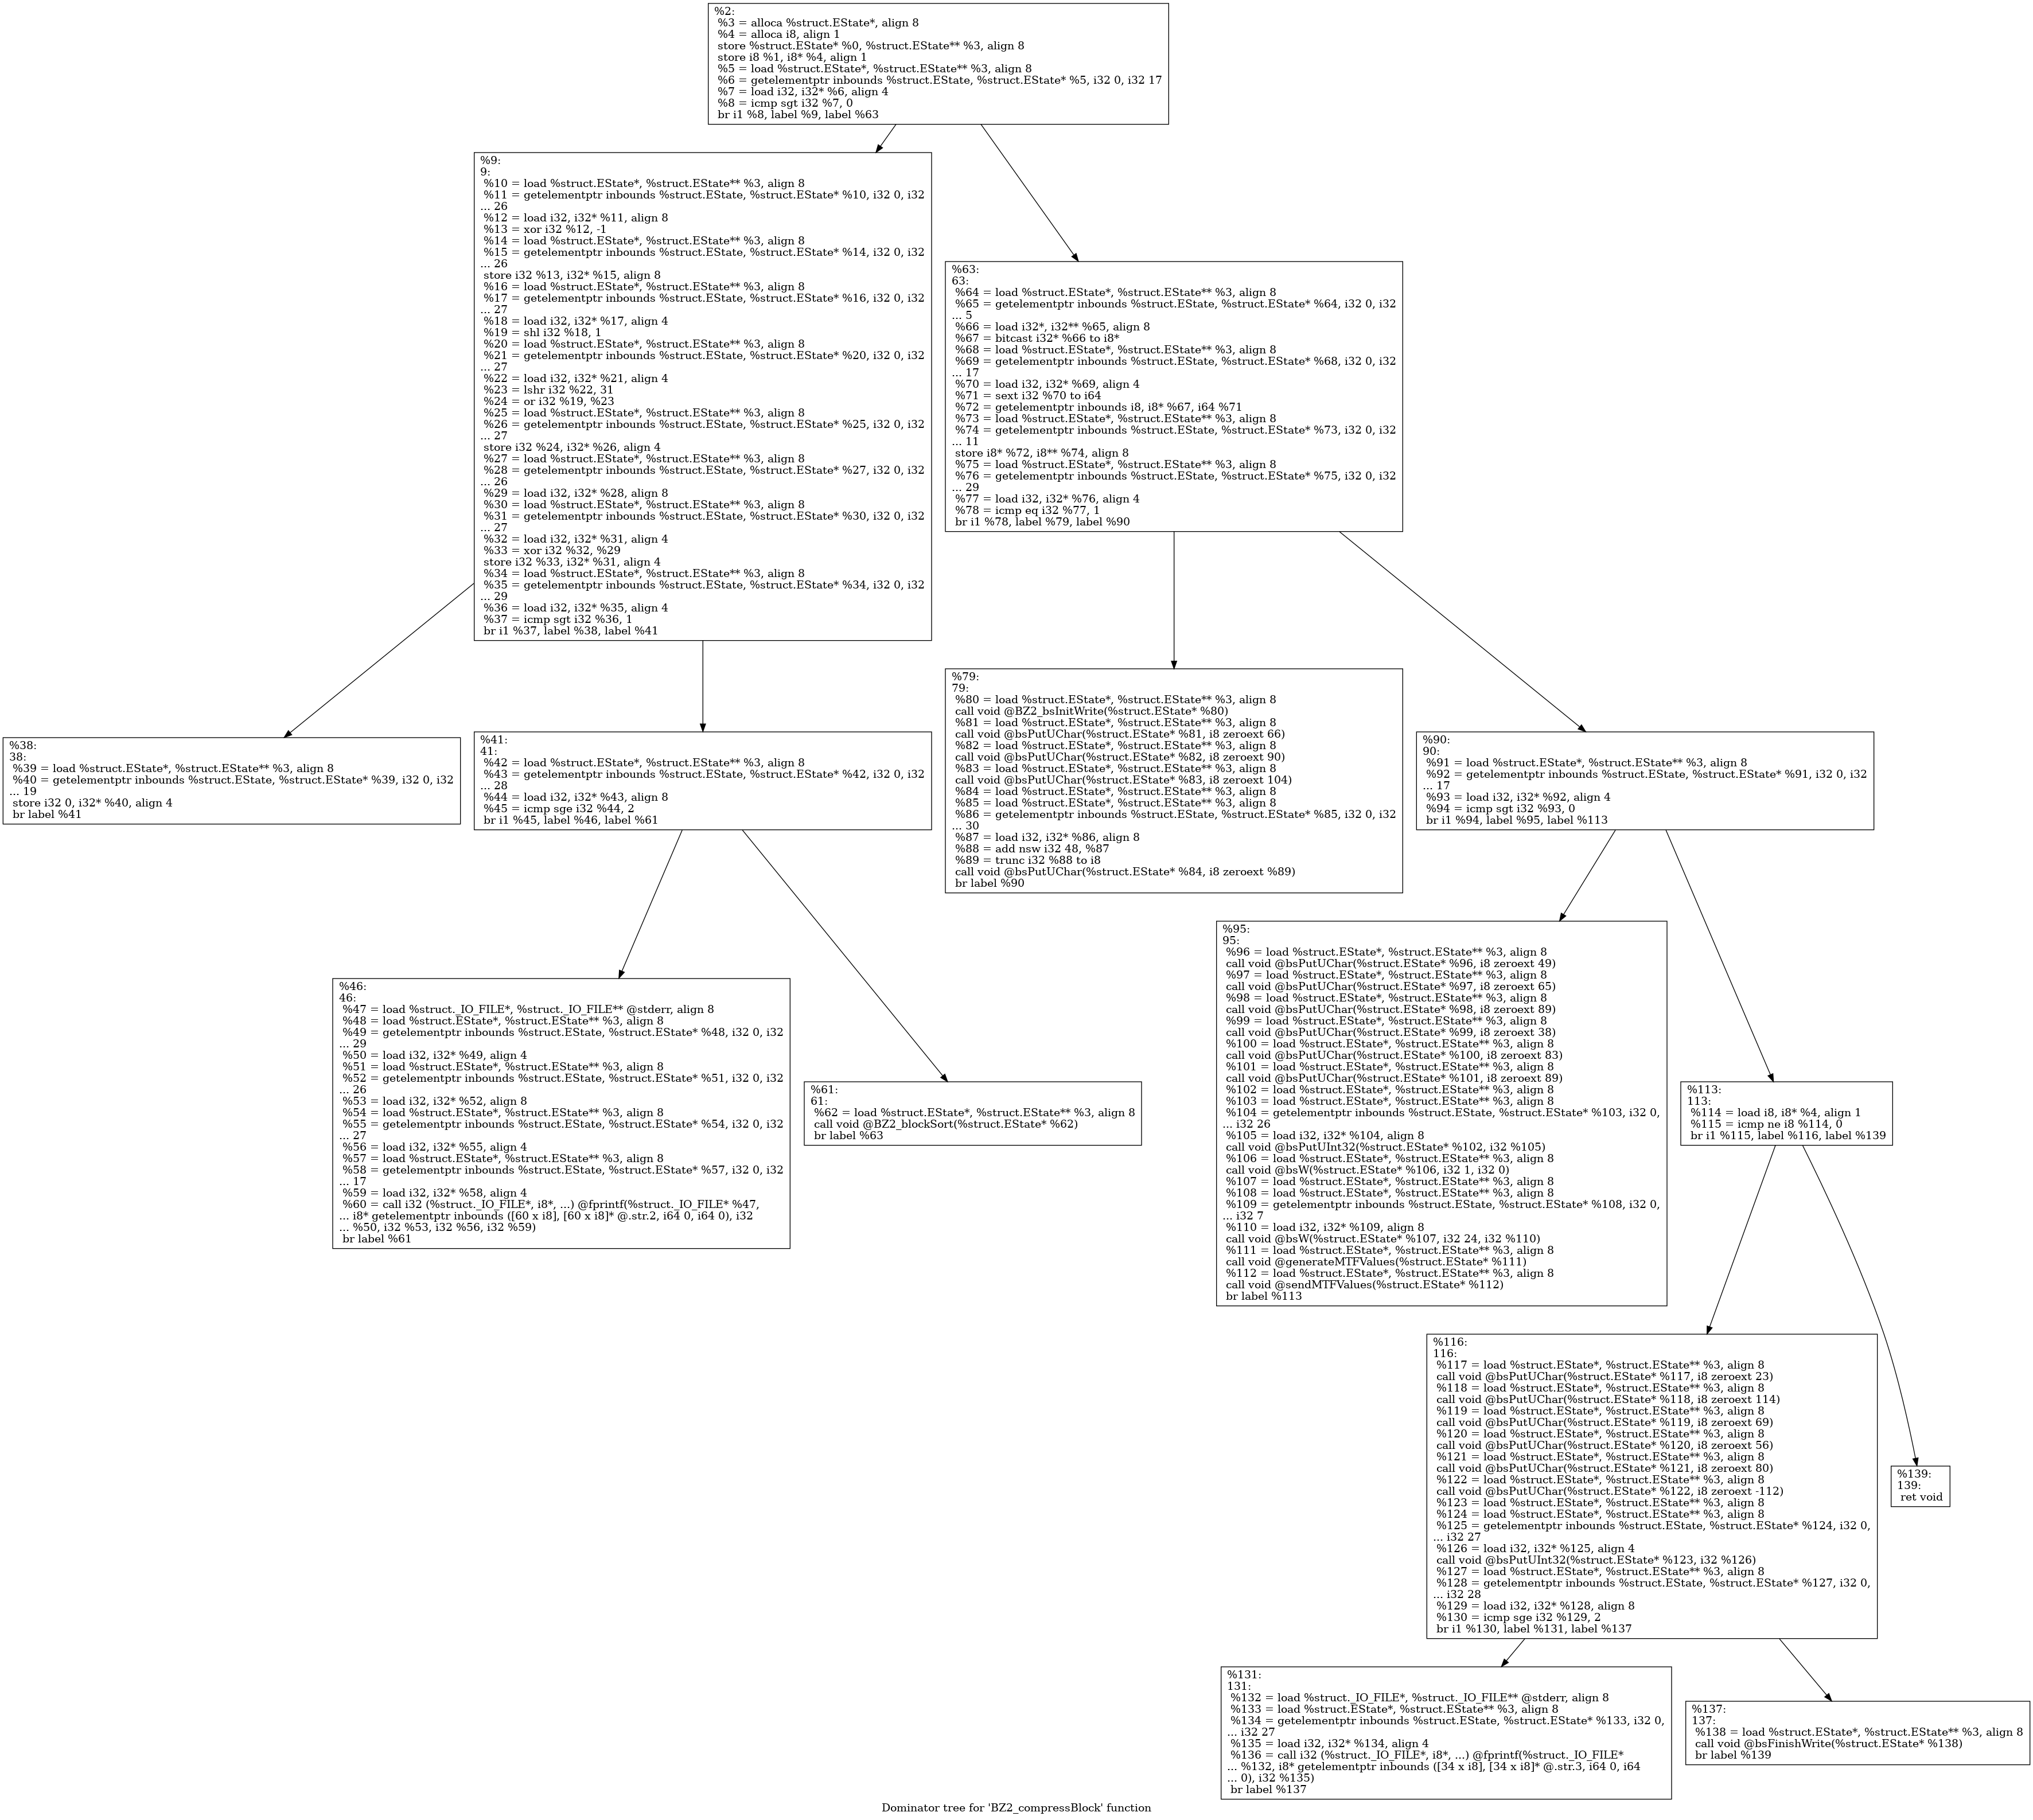 %2:
%3 = alloca %struct.EState*, align 8
%4 = alloca i8, align 1
store %struct.EState* %0, %struct.EState** %3, align 8
store i8 %1, i8* %4, align 1
%5 = load %struct.EState*, %struct.EState** %3, align 8
%6 = getelementptr inbounds %struct.EState, %struct.EState* %5, i32 0, i32 17
%7 = load i32, i32* %6, align 4
%8 = icmp sgt i32 %7, 0
br i1 %8, label %9, label %63
%9:
9:
%10 = load %struct.EState*, %struct.EState** %3, align 8
%11 = getelementptr inbounds %struct.EState, %struct.EState* %10, i32 0, i32
... 26
%12 = load i32, i32* %11, align 8
%13 = xor i32 %12, -1
%14 = load %struct.EState*, %struct.EState** %3, align 8
%15 = getelementptr inbounds %struct.EState, %struct.EState* %14, i32 0, i32
... 26
store i32 %13, i32* %15, align 8
%16 = load %struct.EState*, %struct.EState** %3, align 8
%17 = getelementptr inbounds %struct.EState, %struct.EState* %16, i32 0, i32
... 27
%18 = load i32, i32* %17, align 4
%19 = shl i32 %18, 1
%20 = load %struct.EState*, %struct.EState** %3, align 8
%21 = getelementptr inbounds %struct.EState, %struct.EState* %20, i32 0, i32
... 27
%22 = load i32, i32* %21, align 4
%23 = lshr i32 %22, 31
%24 = or i32 %19, %23
%25 = load %struct.EState*, %struct.EState** %3, align 8
%26 = getelementptr inbounds %struct.EState, %struct.EState* %25, i32 0, i32
... 27
store i32 %24, i32* %26, align 4
%27 = load %struct.EState*, %struct.EState** %3, align 8
%28 = getelementptr inbounds %struct.EState, %struct.EState* %27, i32 0, i32
... 26
%29 = load i32, i32* %28, align 8
%30 = load %struct.EState*, %struct.EState** %3, align 8
%31 = getelementptr inbounds %struct.EState, %struct.EState* %30, i32 0, i32
... 27
%32 = load i32, i32* %31, align 4
%33 = xor i32 %32, %29
store i32 %33, i32* %31, align 4
%34 = load %struct.EState*, %struct.EState** %3, align 8
%35 = getelementptr inbounds %struct.EState, %struct.EState* %34, i32 0, i32
... 29
%36 = load i32, i32* %35, align 4
%37 = icmp sgt i32 %36, 1
br i1 %37, label %38, label %41
%63:
63:
%64 = load %struct.EState*, %struct.EState** %3, align 8
%65 = getelementptr inbounds %struct.EState, %struct.EState* %64, i32 0, i32
... 5
%66 = load i32*, i32** %65, align 8
%67 = bitcast i32* %66 to i8*
%68 = load %struct.EState*, %struct.EState** %3, align 8
%69 = getelementptr inbounds %struct.EState, %struct.EState* %68, i32 0, i32
... 17
%70 = load i32, i32* %69, align 4
%71 = sext i32 %70 to i64
%72 = getelementptr inbounds i8, i8* %67, i64 %71
%73 = load %struct.EState*, %struct.EState** %3, align 8
%74 = getelementptr inbounds %struct.EState, %struct.EState* %73, i32 0, i32
... 11
store i8* %72, i8** %74, align 8
%75 = load %struct.EState*, %struct.EState** %3, align 8
%76 = getelementptr inbounds %struct.EState, %struct.EState* %75, i32 0, i32
... 29
%77 = load i32, i32* %76, align 4
%78 = icmp eq i32 %77, 1
br i1 %78, label %79, label %90
%38:
38:
%39 = load %struct.EState*, %struct.EState** %3, align 8
%40 = getelementptr inbounds %struct.EState, %struct.EState* %39, i32 0, i32
... 19
store i32 0, i32* %40, align 4
br label %41
%41:
41:
%42 = load %struct.EState*, %struct.EState** %3, align 8
%43 = getelementptr inbounds %struct.EState, %struct.EState* %42, i32 0, i32
... 28
%44 = load i32, i32* %43, align 8
%45 = icmp sge i32 %44, 2
br i1 %45, label %46, label %61
%79:
79:
%80 = load %struct.EState*, %struct.EState** %3, align 8
call void @BZ2_bsInitWrite(%struct.EState* %80)
%81 = load %struct.EState*, %struct.EState** %3, align 8
call void @bsPutUChar(%struct.EState* %81, i8 zeroext 66)
%82 = load %struct.EState*, %struct.EState** %3, align 8
call void @bsPutUChar(%struct.EState* %82, i8 zeroext 90)
%83 = load %struct.EState*, %struct.EState** %3, align 8
call void @bsPutUChar(%struct.EState* %83, i8 zeroext 104)
%84 = load %struct.EState*, %struct.EState** %3, align 8
%85 = load %struct.EState*, %struct.EState** %3, align 8
%86 = getelementptr inbounds %struct.EState, %struct.EState* %85, i32 0, i32
... 30
%87 = load i32, i32* %86, align 8
%88 = add nsw i32 48, %87
%89 = trunc i32 %88 to i8
call void @bsPutUChar(%struct.EState* %84, i8 zeroext %89)
br label %90
%90:
90:
%91 = load %struct.EState*, %struct.EState** %3, align 8
%92 = getelementptr inbounds %struct.EState, %struct.EState* %91, i32 0, i32
... 17
%93 = load i32, i32* %92, align 4
%94 = icmp sgt i32 %93, 0
br i1 %94, label %95, label %113
%46:
46:
%47 = load %struct._IO_FILE*, %struct._IO_FILE** @stderr, align 8
%48 = load %struct.EState*, %struct.EState** %3, align 8
%49 = getelementptr inbounds %struct.EState, %struct.EState* %48, i32 0, i32
... 29
%50 = load i32, i32* %49, align 4
%51 = load %struct.EState*, %struct.EState** %3, align 8
%52 = getelementptr inbounds %struct.EState, %struct.EState* %51, i32 0, i32
... 26
%53 = load i32, i32* %52, align 8
%54 = load %struct.EState*, %struct.EState** %3, align 8
%55 = getelementptr inbounds %struct.EState, %struct.EState* %54, i32 0, i32
... 27
%56 = load i32, i32* %55, align 4
%57 = load %struct.EState*, %struct.EState** %3, align 8
%58 = getelementptr inbounds %struct.EState, %struct.EState* %57, i32 0, i32
... 17
%59 = load i32, i32* %58, align 4
%60 = call i32 (%struct._IO_FILE*, i8*, ...) @fprintf(%struct._IO_FILE* %47,
... i8* getelementptr inbounds ([60 x i8], [60 x i8]* @.str.2, i64 0, i64 0), i32
... %50, i32 %53, i32 %56, i32 %59)
br label %61
%61:
61:
%62 = load %struct.EState*, %struct.EState** %3, align 8
call void @BZ2_blockSort(%struct.EState* %62)
br label %63
%95:
95:
%96 = load %struct.EState*, %struct.EState** %3, align 8
call void @bsPutUChar(%struct.EState* %96, i8 zeroext 49)
%97 = load %struct.EState*, %struct.EState** %3, align 8
call void @bsPutUChar(%struct.EState* %97, i8 zeroext 65)
%98 = load %struct.EState*, %struct.EState** %3, align 8
call void @bsPutUChar(%struct.EState* %98, i8 zeroext 89)
%99 = load %struct.EState*, %struct.EState** %3, align 8
call void @bsPutUChar(%struct.EState* %99, i8 zeroext 38)
%100 = load %struct.EState*, %struct.EState** %3, align 8
call void @bsPutUChar(%struct.EState* %100, i8 zeroext 83)
%101 = load %struct.EState*, %struct.EState** %3, align 8
call void @bsPutUChar(%struct.EState* %101, i8 zeroext 89)
%102 = load %struct.EState*, %struct.EState** %3, align 8
%103 = load %struct.EState*, %struct.EState** %3, align 8
%104 = getelementptr inbounds %struct.EState, %struct.EState* %103, i32 0,
... i32 26
%105 = load i32, i32* %104, align 8
call void @bsPutUInt32(%struct.EState* %102, i32 %105)
%106 = load %struct.EState*, %struct.EState** %3, align 8
call void @bsW(%struct.EState* %106, i32 1, i32 0)
%107 = load %struct.EState*, %struct.EState** %3, align 8
%108 = load %struct.EState*, %struct.EState** %3, align 8
%109 = getelementptr inbounds %struct.EState, %struct.EState* %108, i32 0,
... i32 7
%110 = load i32, i32* %109, align 8
call void @bsW(%struct.EState* %107, i32 24, i32 %110)
%111 = load %struct.EState*, %struct.EState** %3, align 8
call void @generateMTFValues(%struct.EState* %111)
%112 = load %struct.EState*, %struct.EState** %3, align 8
call void @sendMTFValues(%struct.EState* %112)
br label %113
%113:
113:
%114 = load i8, i8* %4, align 1
%115 = icmp ne i8 %114, 0
br i1 %115, label %116, label %139
%116:
116:
%117 = load %struct.EState*, %struct.EState** %3, align 8
call void @bsPutUChar(%struct.EState* %117, i8 zeroext 23)
%118 = load %struct.EState*, %struct.EState** %3, align 8
call void @bsPutUChar(%struct.EState* %118, i8 zeroext 114)
%119 = load %struct.EState*, %struct.EState** %3, align 8
call void @bsPutUChar(%struct.EState* %119, i8 zeroext 69)
%120 = load %struct.EState*, %struct.EState** %3, align 8
call void @bsPutUChar(%struct.EState* %120, i8 zeroext 56)
%121 = load %struct.EState*, %struct.EState** %3, align 8
call void @bsPutUChar(%struct.EState* %121, i8 zeroext 80)
%122 = load %struct.EState*, %struct.EState** %3, align 8
call void @bsPutUChar(%struct.EState* %122, i8 zeroext -112)
%123 = load %struct.EState*, %struct.EState** %3, align 8
%124 = load %struct.EState*, %struct.EState** %3, align 8
%125 = getelementptr inbounds %struct.EState, %struct.EState* %124, i32 0,
... i32 27
%126 = load i32, i32* %125, align 4
call void @bsPutUInt32(%struct.EState* %123, i32 %126)
%127 = load %struct.EState*, %struct.EState** %3, align 8
%128 = getelementptr inbounds %struct.EState, %struct.EState* %127, i32 0,
... i32 28
%129 = load i32, i32* %128, align 8
%130 = icmp sge i32 %129, 2
br i1 %130, label %131, label %137
%139:
139:
ret void
%131:
131:
%132 = load %struct._IO_FILE*, %struct._IO_FILE** @stderr, align 8
%133 = load %struct.EState*, %struct.EState** %3, align 8
%134 = getelementptr inbounds %struct.EState, %struct.EState* %133, i32 0,
... i32 27
%135 = load i32, i32* %134, align 4
%136 = call i32 (%struct._IO_FILE*, i8*, ...) @fprintf(%struct._IO_FILE*
... %132, i8* getelementptr inbounds ([34 x i8], [34 x i8]* @.str.3, i64 0, i64
... 0), i32 %135)
br label %137
%137:
137:
%138 = load %struct.EState*, %struct.EState** %3, align 8
call void @bsFinishWrite(%struct.EState* %138)
br label %139
Dominator tree for 'BZ2_compressBlock' function